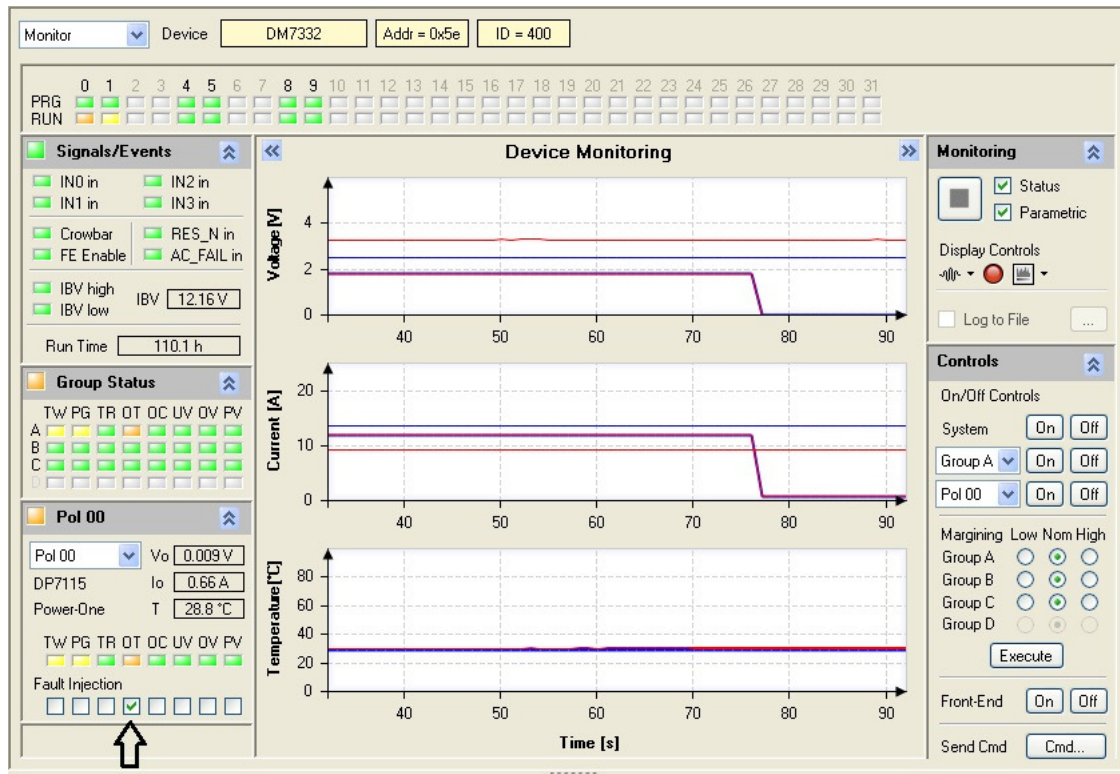 Monitor Device DM7332 Addr = 0x5e ID = 400
0 1 2 3 4 5 6 7 8 9 10 11 12 13 14 15 16 17 18 19 20 21 22 23 24 25 26 27 28 29 30 31
PRG
RUN
Signals/Events
IN0 in IN2 in
IN1 in IN3 in
Crowbar RES_N in
FE Enable AC_FAIL in
IBV high
IBV low
IBV 12.16 V
Run Time 110.1 h
Group Status
TW PG TR OT OC UV OV PV
A
B
C
D
Pol 00
Pol 00 Vo 0.009 V
DP7115 Io 0.66 A
Power-One T 28.8 °C
TW PG TR OT OC UV OV PV
Fault Injection
Device Monitoring
Voltage [V]
4
2
0
40 50 60 70 80 90
Current [A]
20
10
0
40 50 60 70 80 90
Temperature [°C]
80
60
40
20
0
40 50 60 70 80 90
Time [s]
Monitoring
Status
Parametric
Display Controls
Log to File ...
Controls
On/Off Controls
System On Off
Group A On Off
Pol 00 On Off
Margining Low Nom High
Group A
Group B
Group C
Group D
Execute
Front-End On Off
Send Cmd Cmd...